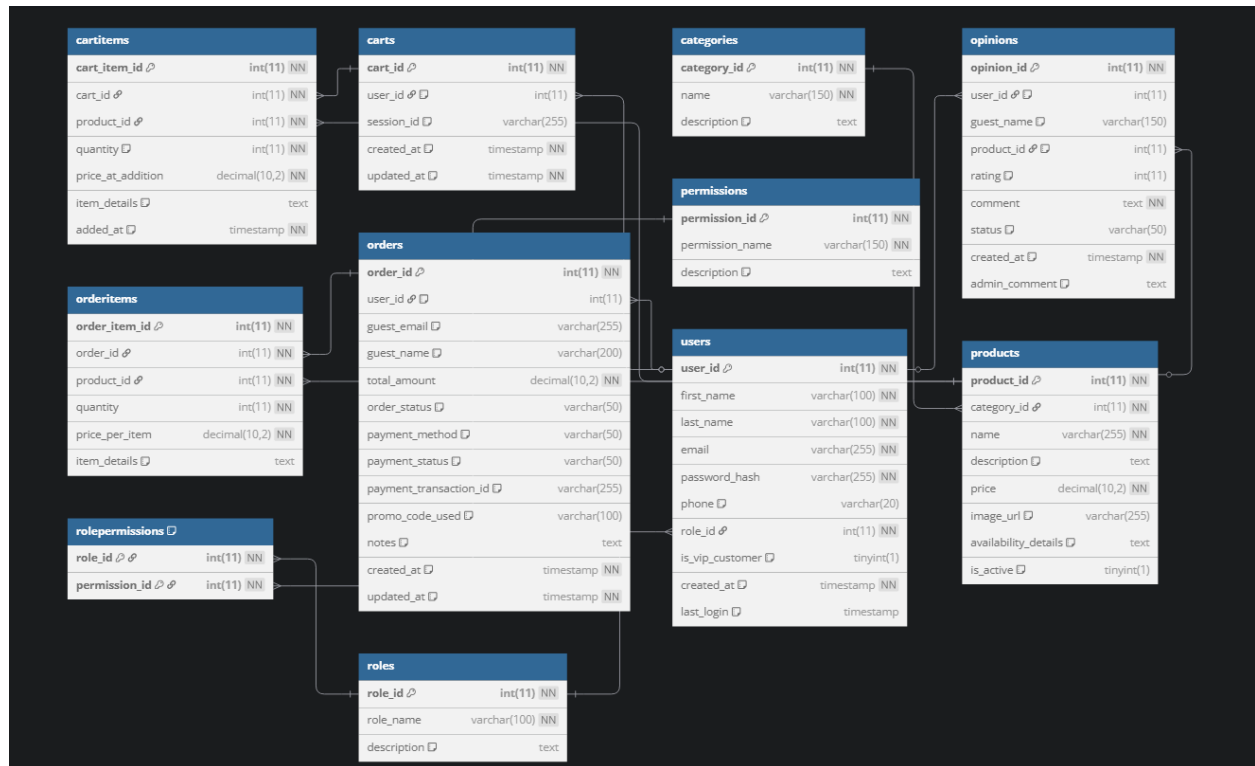 cartitems
cart_item_id int(11) NN
cart_id int(11) NN
product_id int(11) NN
quantity int(11) NN
price_at_addition decimal(10,2) NN
item_details text
added_at timestamp NN
carts
cart_id int(11) NN
user_id int(11)
session_id varchar(255)
created_at timestamp NN
updated_at timestamp NN
categories
category_id int(11) NN
name varchar(150) NN
description text
opinions
opinion_id int(11) NN
user_id int(11)
guest_name varchar(150)
product_id int(11)
rating int(11)
comment text NN
status varchar(50)
created_at timestamp NN
admin_comment text
permissions
permission_id int(11) NN
permission_name varchar(150) NN
description text
orders
order_id int(11) NN
user_id int(11)
guest_email varchar(255)
guest_name varchar(200)
total_amount decimal(10,2) NN
order_status varchar(50)
payment_method varchar(50)
payment_status varchar(50)
payment_transaction_id varchar(255)
promo_code_used varchar(100)
notes text
created_at timestamp NN
updated_at timestamp NN
orderitems
order_item_id int(11) NN
order_id int(11) NN
product_id int(11) NN
quantity int(11) NN
price_per_item decimal(10,2) NN
item_details text
users
user_id int(11) NN
first_name varchar(100) NN
last_name varchar(100) NN
email varchar(255) NN
password_hash varchar(255) NN
phone varchar(20)
role_id int(11) NN
is_vip_customer tinyint(1)
created_at timestamp NN
last_login timestamp
products
product_id int(11) NN
category_id int(11) NN
name varchar(255) NN
description text
price decimal(10,2) NN
image_url varchar(255)
availability_details text
is_active tinyint(1)
rolepermissions
role_id int(11) NN
permission_id int(11) NN
roles
role_id int(11) NN
role_name varchar(100) NN
description text